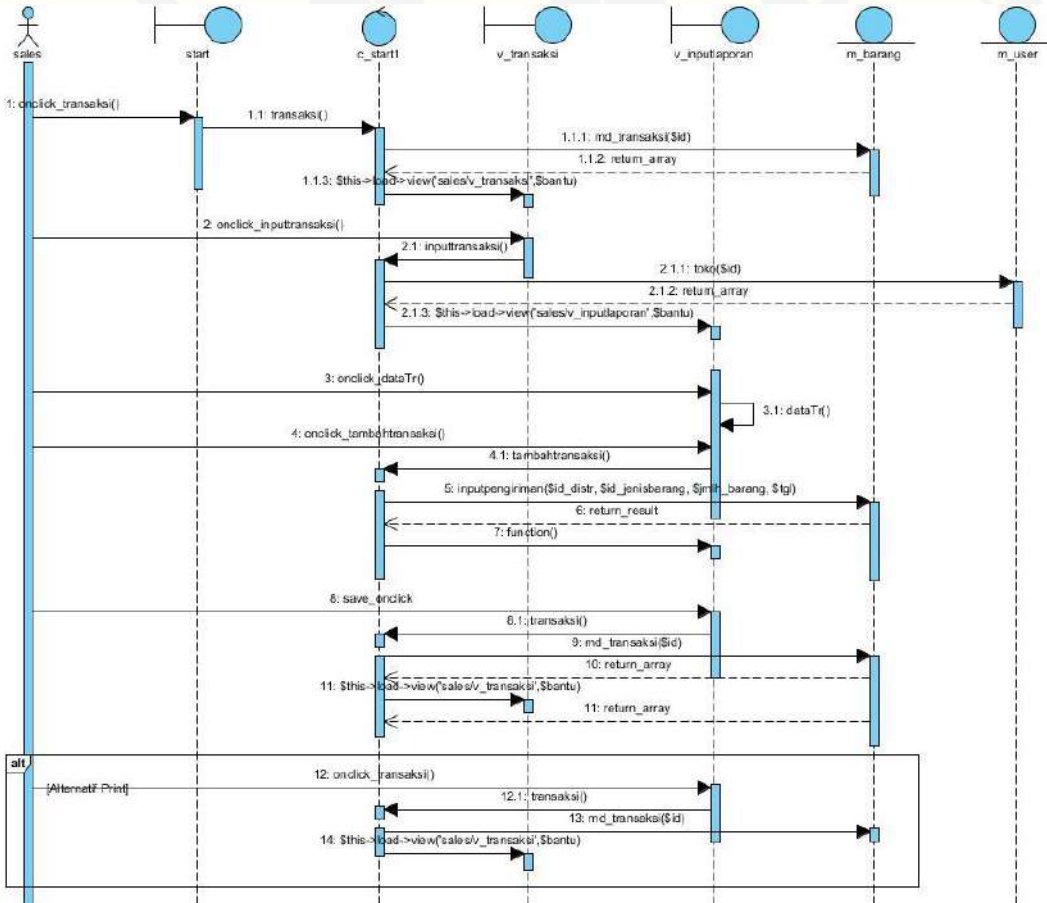 sales
start
c_start1
v_transaksi
v_inputlaporan
m_barang
m_user
1: onclick_transaksi()
1.1: transaksi()
1.1.1: md_transaksi($id)
1.1.2: return_array
1.1.3: $this->load->view("sales/v_transaksi",$bantu)
2: onclick_inputtransaksi()
2.1: inputtransaksi()
2.1.1: toko($id)
2.1.2: return_array
2.1.3: $this->load->view("sales/v_inputlaporan",$bantu)
3: onclick_dataTr()
3.1: dataTr()
4: onclick_tambahtransaksi()
4.1: tambahtransaksi()
5: inputpengiriman($id_distr, $id_jenisbarang, $jmlh_barang, $tgl)
6: return_result
7: function()
8: save_onclick
8.1: transaksi()
9: md_transaksi($id)
10: return_array
11: $this->load->view("sales/v_transaksi',$bantu)
11: return_array
alt
[Alternatif Print]
12: onclick_transaksi()
12.1: transaksi()
13: md_transaksi($id)
14: $this->load->view("sales/v_transaksi',$bantu)